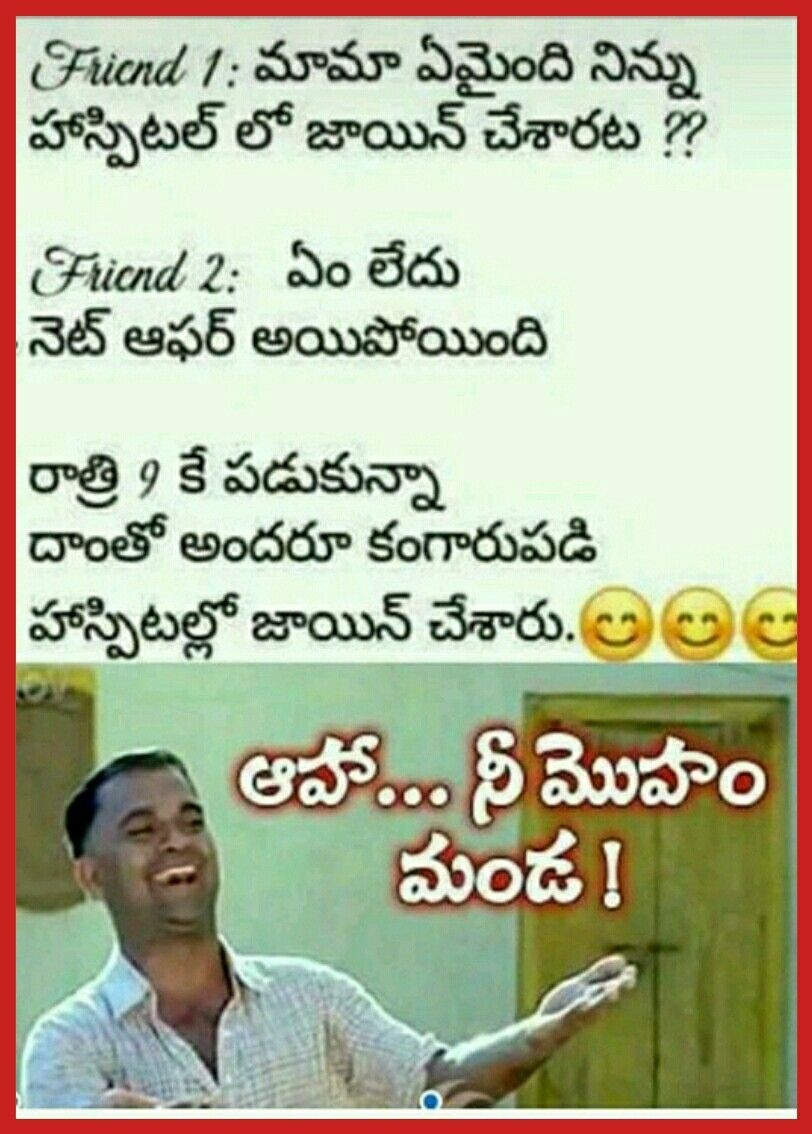 Friend 1: మామా ఏమైంది నిన్ను
హాస్పిటల్ లో జాయిన్ చేశారట ??
Friend 2: ఏం లేదు
నెట్ ఆఫర్ అయిపోయింది
రాత్రి 9 కే పడుకున్నా
దాంతో అందరూ కంగారుపడి
హాస్పిటల్లో జాయిన్ చేశారు.😊😊😊
ఆహా... నీ మొహం
మండ !